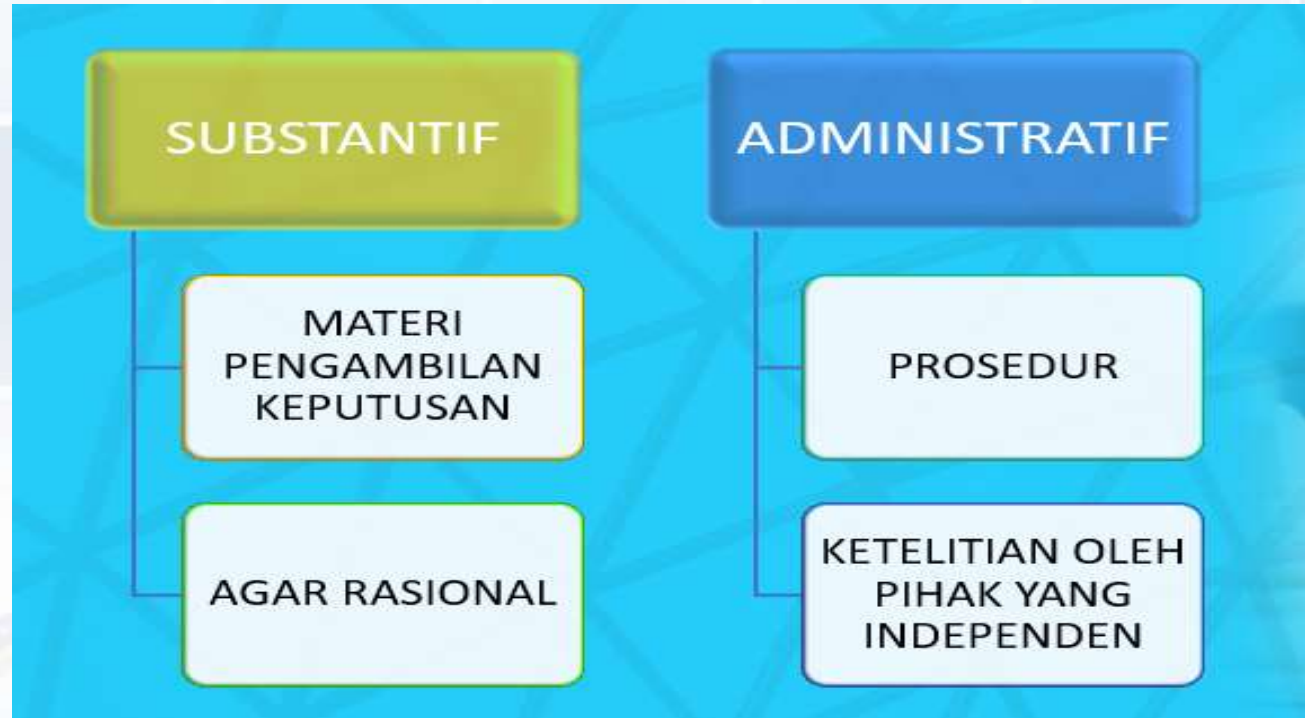 SUBSTANTIF
MATERI
PENGAMBILAN
KEPUTUSAN
AGAR RASIONAL
ADMINISTRATIF
PROSEDUR
KETELITIAN OLEH
PIHAK YANG
INDEPENDEN